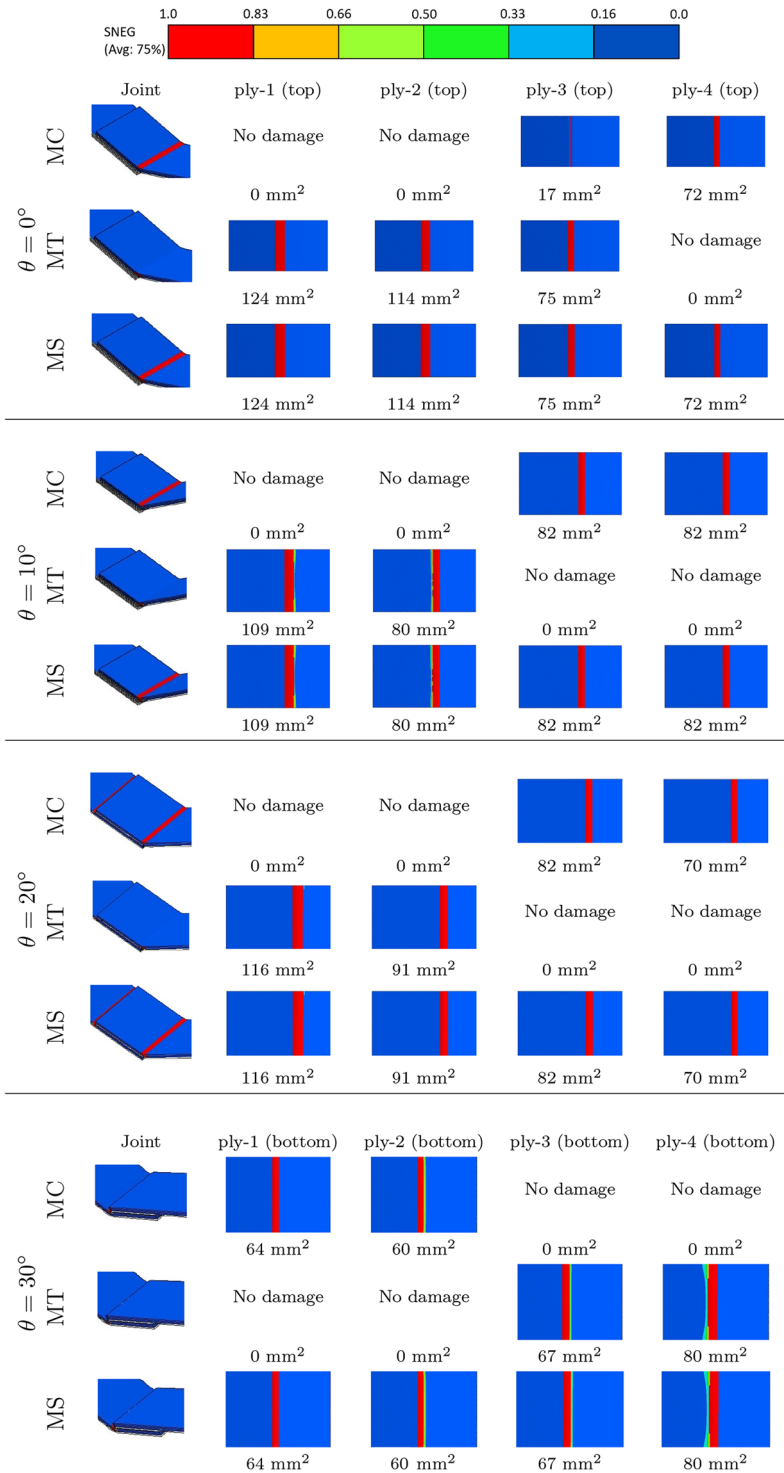 1.0 0.83 0.66 0.50 0.33 0.16 0.0
SNEG
(Avg: 75%)
Joint ply-1 (top) ply-2 (top) ply-3 (top) ply-4 (top)
θ = 0°
MC
No damage No damage
0 mm² 0 mm² 17 mm² 72 mm²
MT
No damage
124 mm² 114 mm² 75 mm² 0 mm²
MS
124 mm² 114 mm² 75 mm² 72 mm²
θ = 10°
MC
No damage No damage
0 mm² 0 mm² 82 mm² 82 mm²
MT
No damage No damage
109 mm² 80 mm² 0 mm² 0 mm²
MS
109 mm² 80 mm² 82 mm² 82 mm²
θ = 20°
MC
No damage No damage
0 mm² 0 mm² 82 mm² 70 mm²
MT
No damage No damage
116 mm² 91 mm² 0 mm² 0 mm²
MS
116 mm² 91 mm² 82 mm² 70 mm²
Joint ply-1 (bottom) ply-2 (bottom) ply-3 (bottom) ply-4 (bottom)
θ = 30°
MC
No damage No damage
64 mm² 60 mm² 0 mm² 0 mm²
MT
No damage No damage
0 mm² 0 mm² 67 mm² 80 mm²
MS
64 mm² 60 mm² 67 mm² 80 mm²